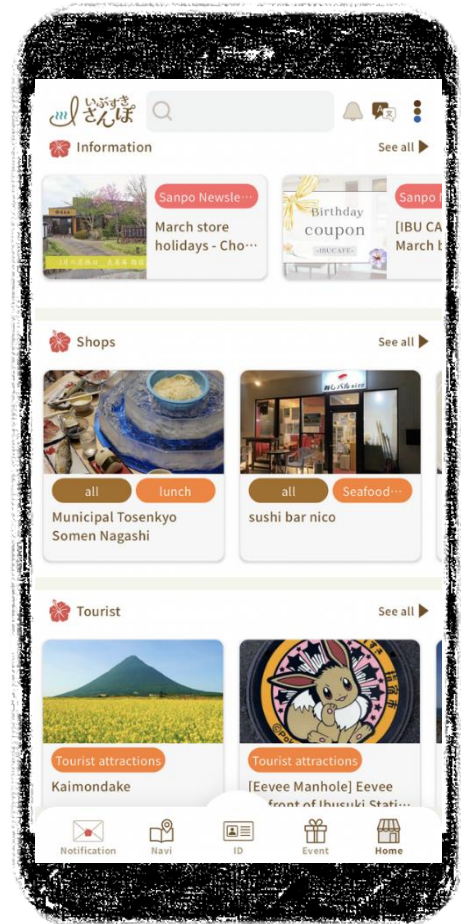 いぶすき
さんぽ
Information
See all
Sanpo Newsle…
March store
holidays - Cho…
Birthday
coupon
-IBUCAFE-
Sanpo
[IBU CA
March b
Shops
See all
all
lunch
Municipal Tosenkyo
Somen Nagashi
all
Seafood…
sushi bar nico
Tourist
See all
Tourist attractions
Kaimondake
Tourist attractions
[Eevee Manhole] Eevee
front of Ibusuki Stati…
Notification
Navi
ID
Event
Home